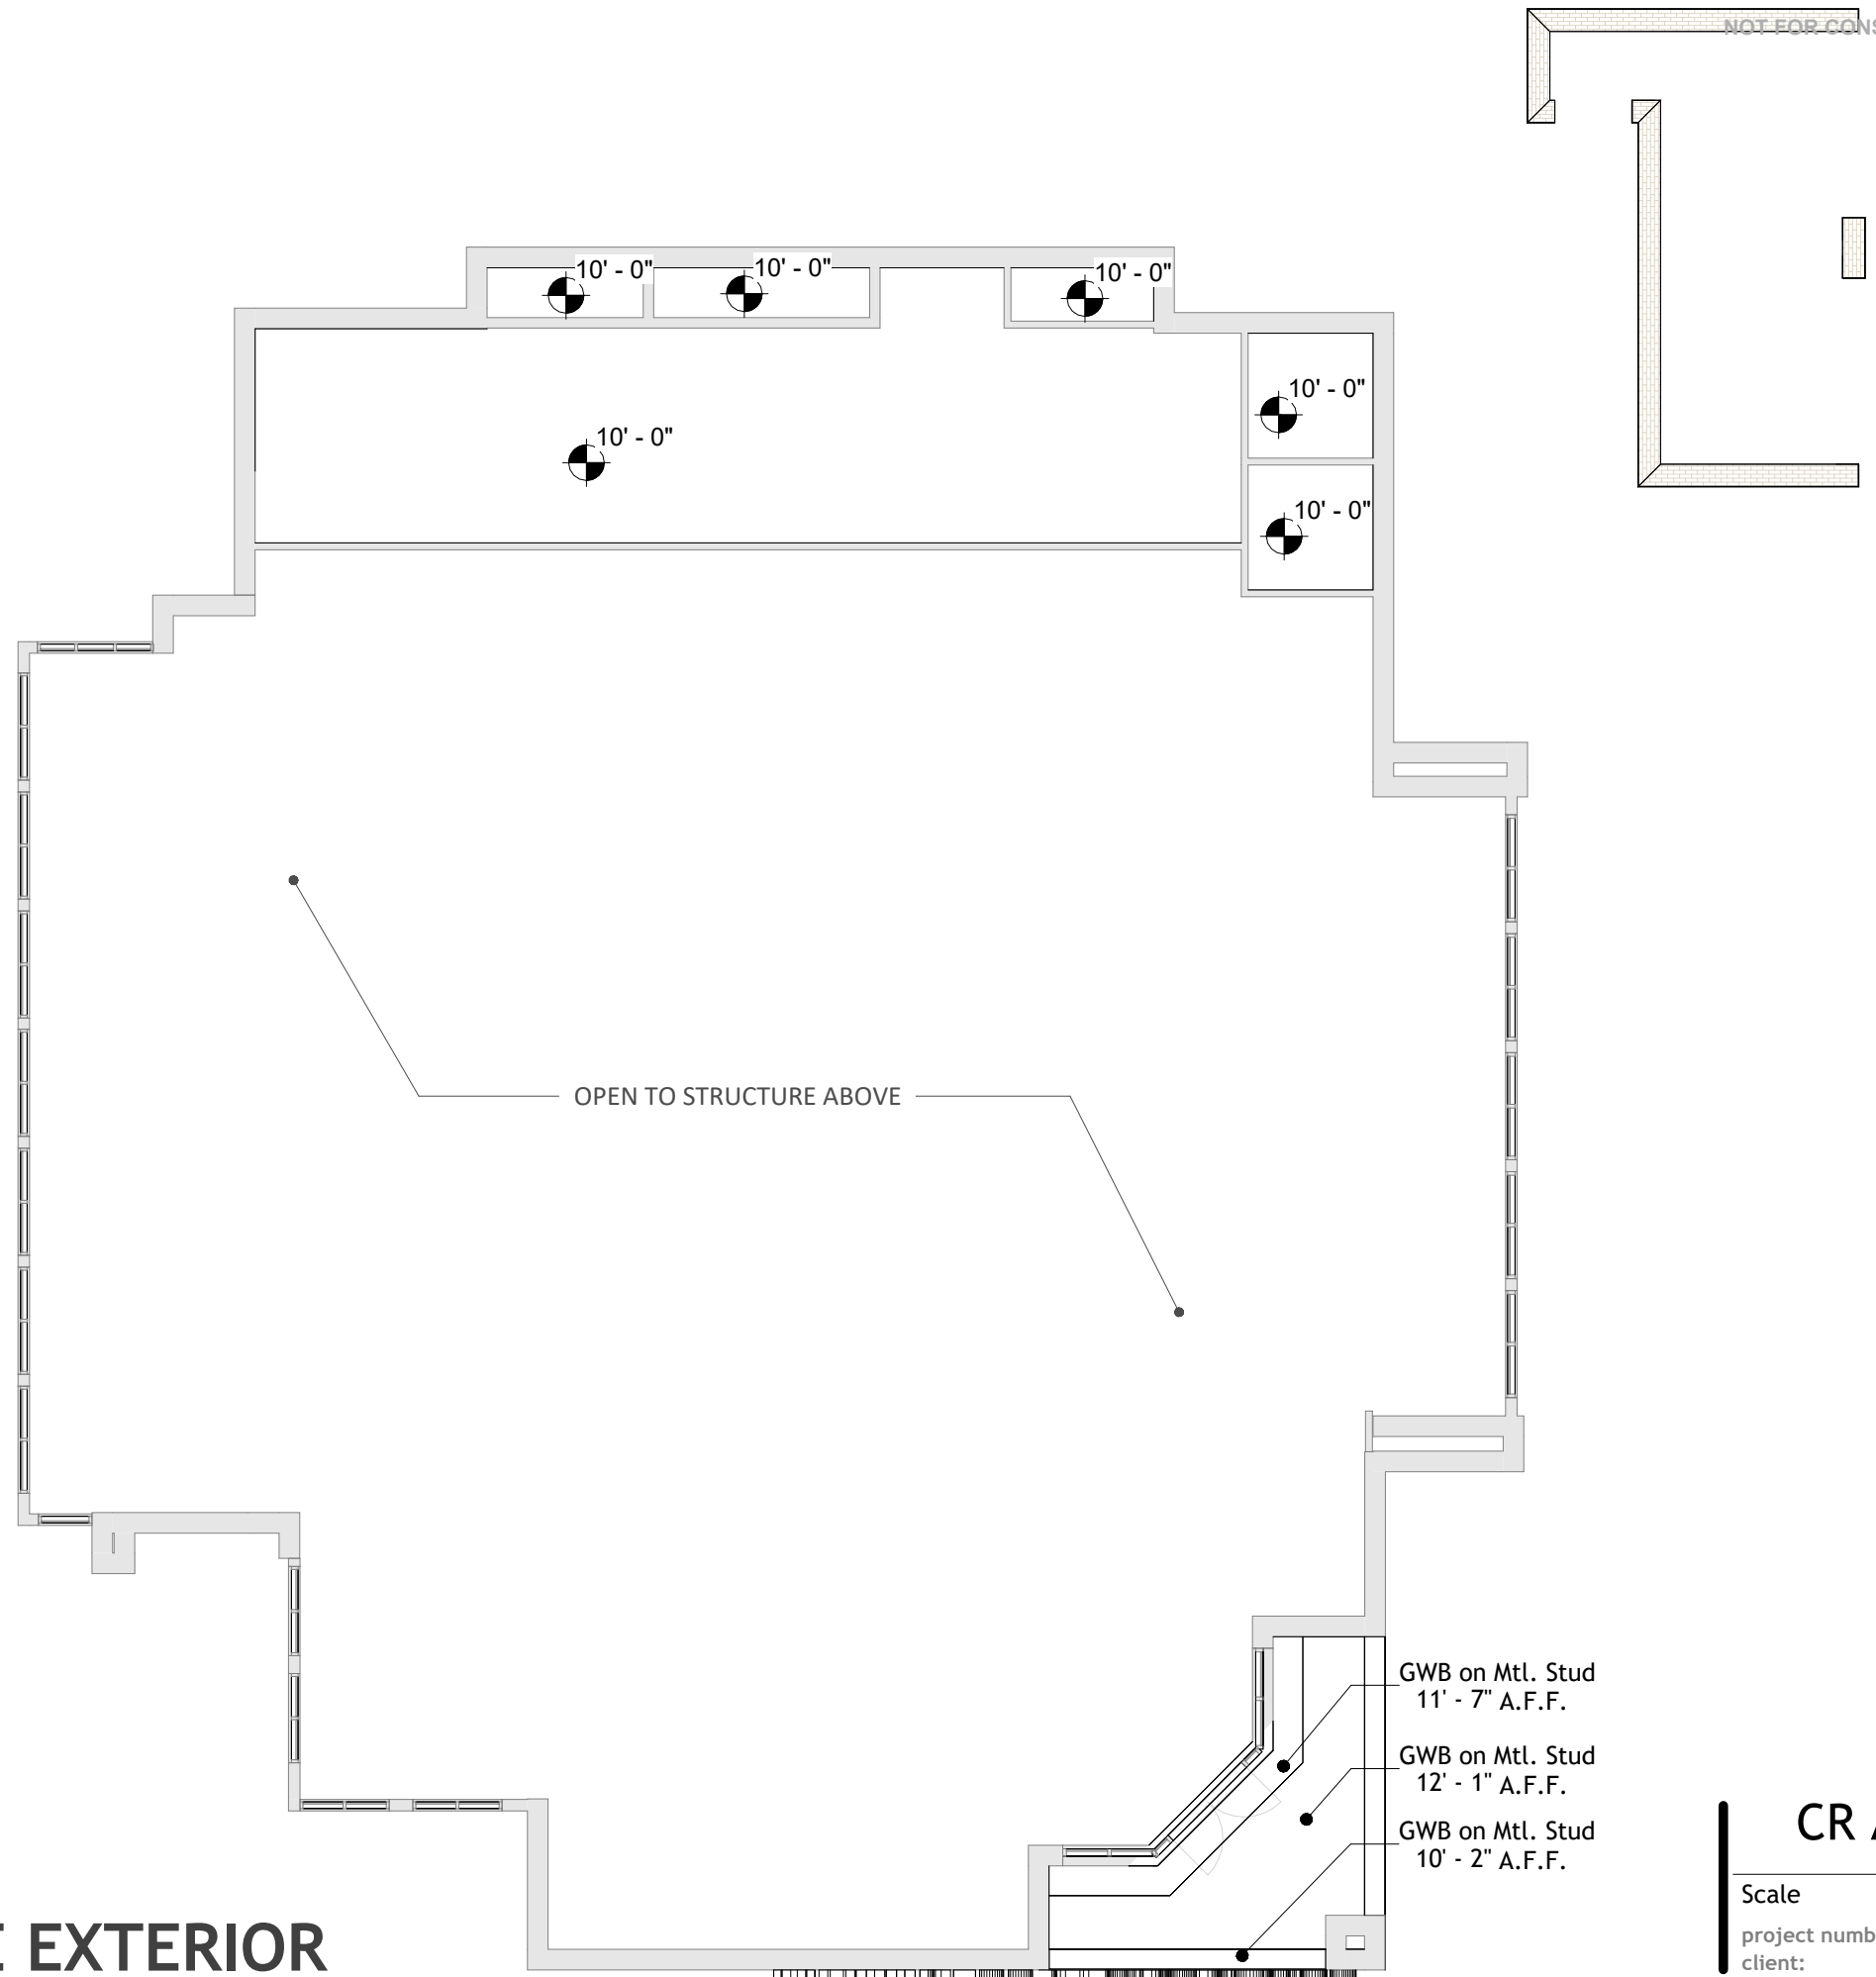 NOT FOR CONS
10' - 0"
10' - 0"
10' - 0"
10' - 0"
10' - 0"
10' - 0"
OPEN TO STRUCTURE ABOVE
GWB on Mtl. Stud
11' - 7" A.F.F.
GWB on Mtl. Stud
12' - 1" A.F.F.
GWB on Mtl. Stud
10' - 2" A.F.F.
CR A
Scale
project numb
client:
E EXTERIOR